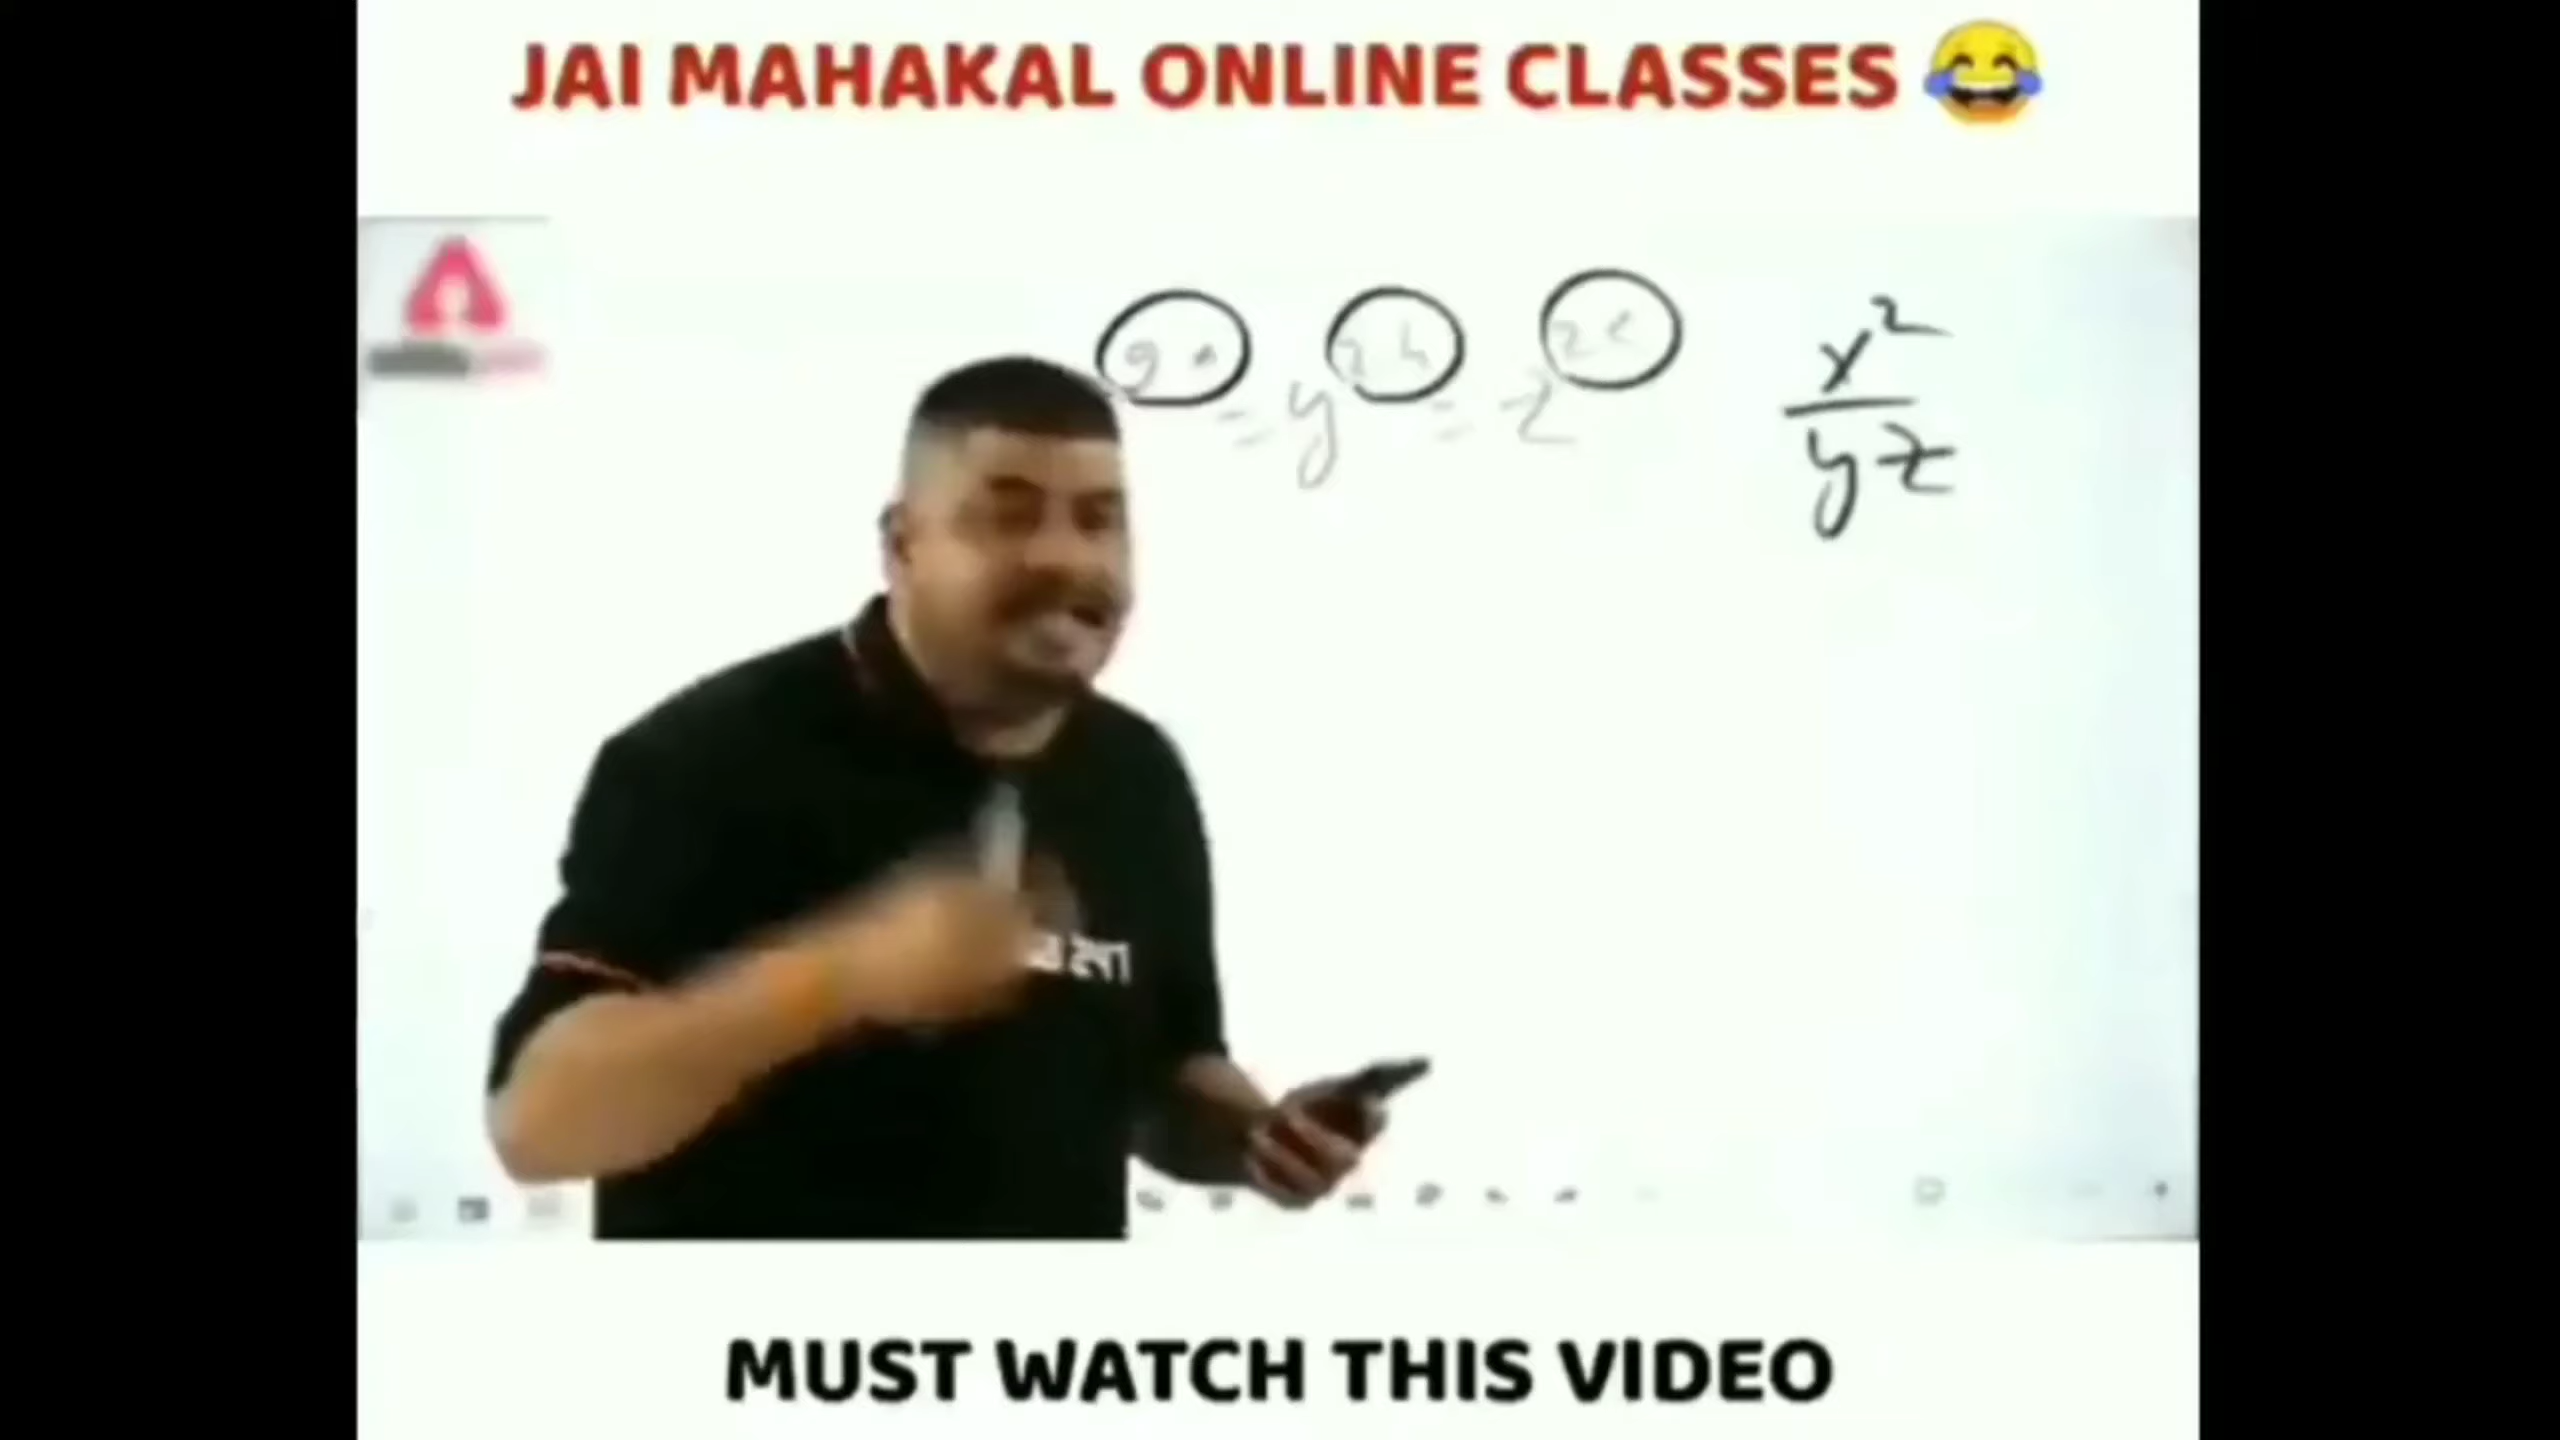 JAI MAHAKAL ONLINE CLASSES 😂
= y = z
x²
yz
MUST WATCH THIS VIDEO